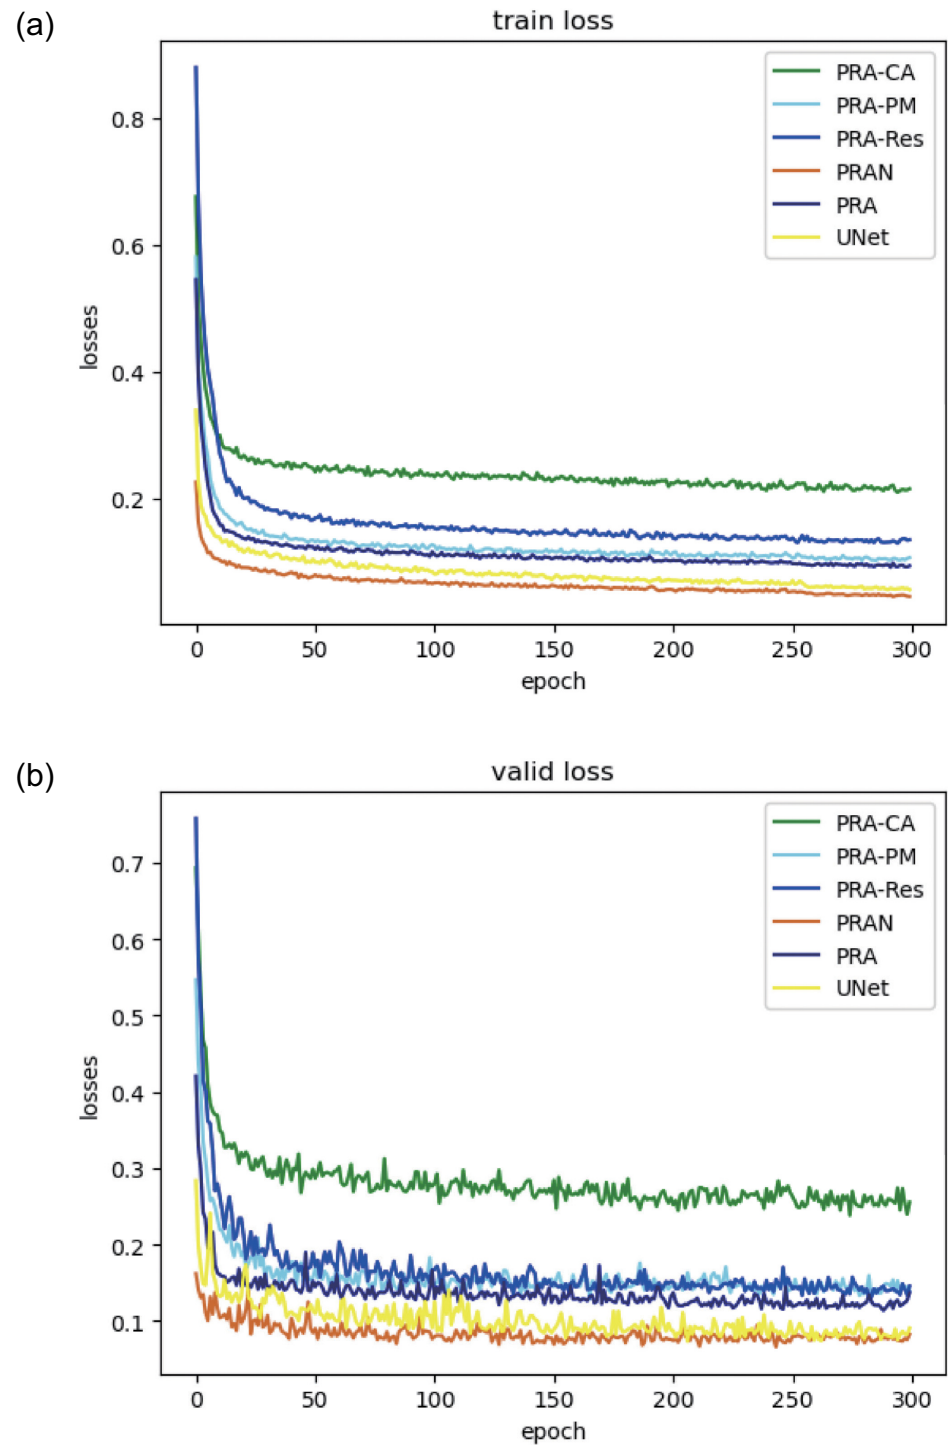 (a)
train loss
losses
0.8
0.6
0.4
0.2
PRA-CA
PRA-PM
PRA-Res
PRAN
PRA
UNet
0 50 100 150 200 250 300
epoch
(b)
valid loss
losses
0.7
0.6
0.5
0.4
0.3
0.2
0.1
PRA-CA
PRA-PM
PRA-Res
PRAN
PRA
UNet
0 50 100 150 200 250 300
epoch